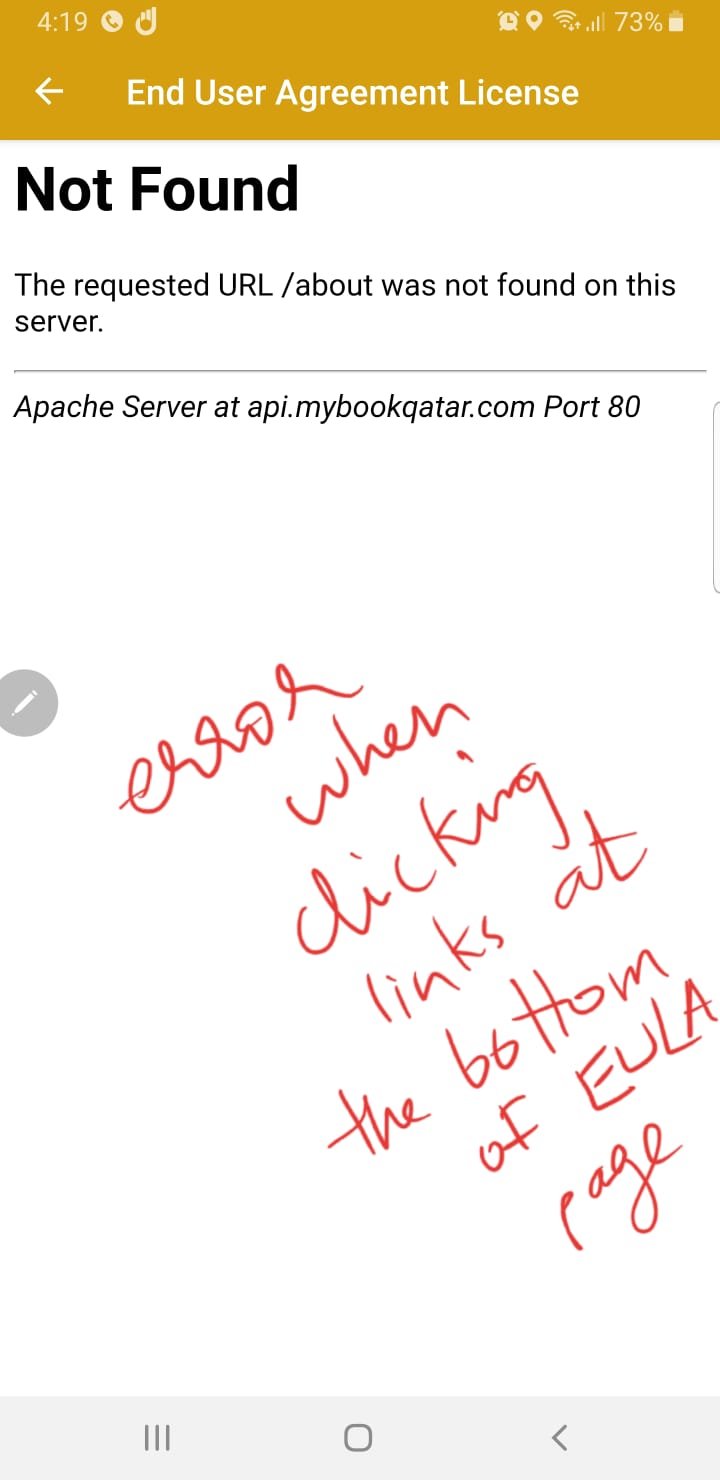 4:19
73%
End User Agreement License
Not Found
The requested URL /about was not found on this
server.
Apache Server at api.mybookqatar.com Port 80
error
when
clicking
links at
the bottom
of EULA
page